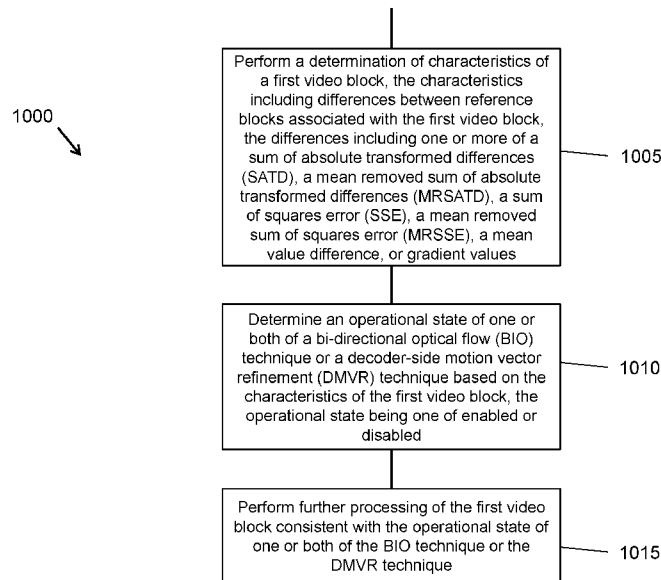 Perform a determination of characteristics of
a first video block, the characteristics
including differences between reference
blocks associated with the first video block,
the differences including one or more of a
sum of absolute transformed differences
(SATD), a mean removed sum of absolute
transformed differences (MRSATD), a sum
of squares error (SSE), a mean removed
sum of squares error (MRSSE), a mean
value difference, or gradient values
1000
1005
Determine an operational state of one or
both of a bi-directional optical flow (BIO)
technique or a decoder-side motion vector
refinement (DMVR) technique based on the
characteristics of the first video block, the
operational state being one of enabled or
disabled
1010
Perform further processing of the first video
block consistent with the operational state of
one or both of the BIO technique or the
DMVR technique
1015